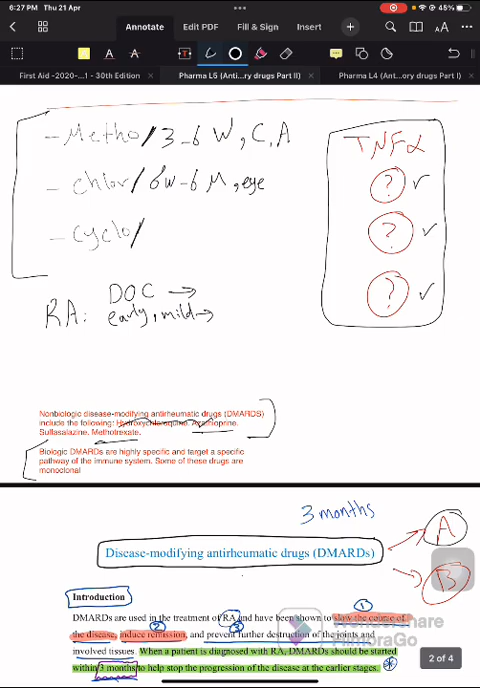 6:27 PM Thu 21 Apr
45%
Annotate Edit PDF Fill & Sign Insert
First Aid -2020-...1 - 30th Edition × Pharma L5 (Anti...ry drugs Part II) × Pharma L4 (Ant...ory drugs Part I) ×
- Metho/3-6 W, C, A
TNFα
- chlor/6w-6 M, eye
?
- cyclo/
?
?
DOC →
RA: early, mild →
Nonbiologic disease-modifying antirheumatic drugs (DMARDS)
include the following: Hydroxychloroquine. Azathioprine.
Sulfasalazine. Methotrexate.
Biologic DMARDs are highly specific and target a specific
pathway of the immune system. Some of these drugs are
monoclonal
3 months
A
Disease-modifying antirheumatic drugs (DMARDs)
B
Introduction
1
DMARDs are used in the treatment of RA and have been shown to slow the course of
2 3
the disease, induce remission, and prevent further destruction of the joints and
involved tissues. When a patient is diagnosed with RA, DMARDs should be started
within 3 months to help stop the progression of the disease at the earlier stages.
2 of 4